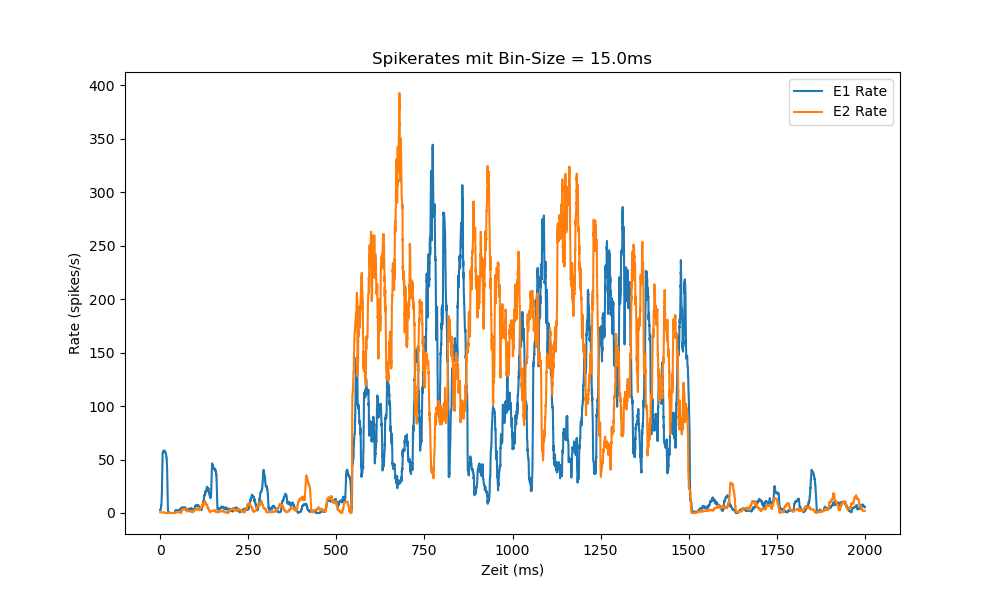 Spikerates mit Bin-Size = 15.0ms
E1 Rate
E2 Rate
400
350
300
250
200
150
100
50
0
Rate (spikes/s)
0 250 500 750 1000 1250 1500 1750 2000
Zeit (ms)